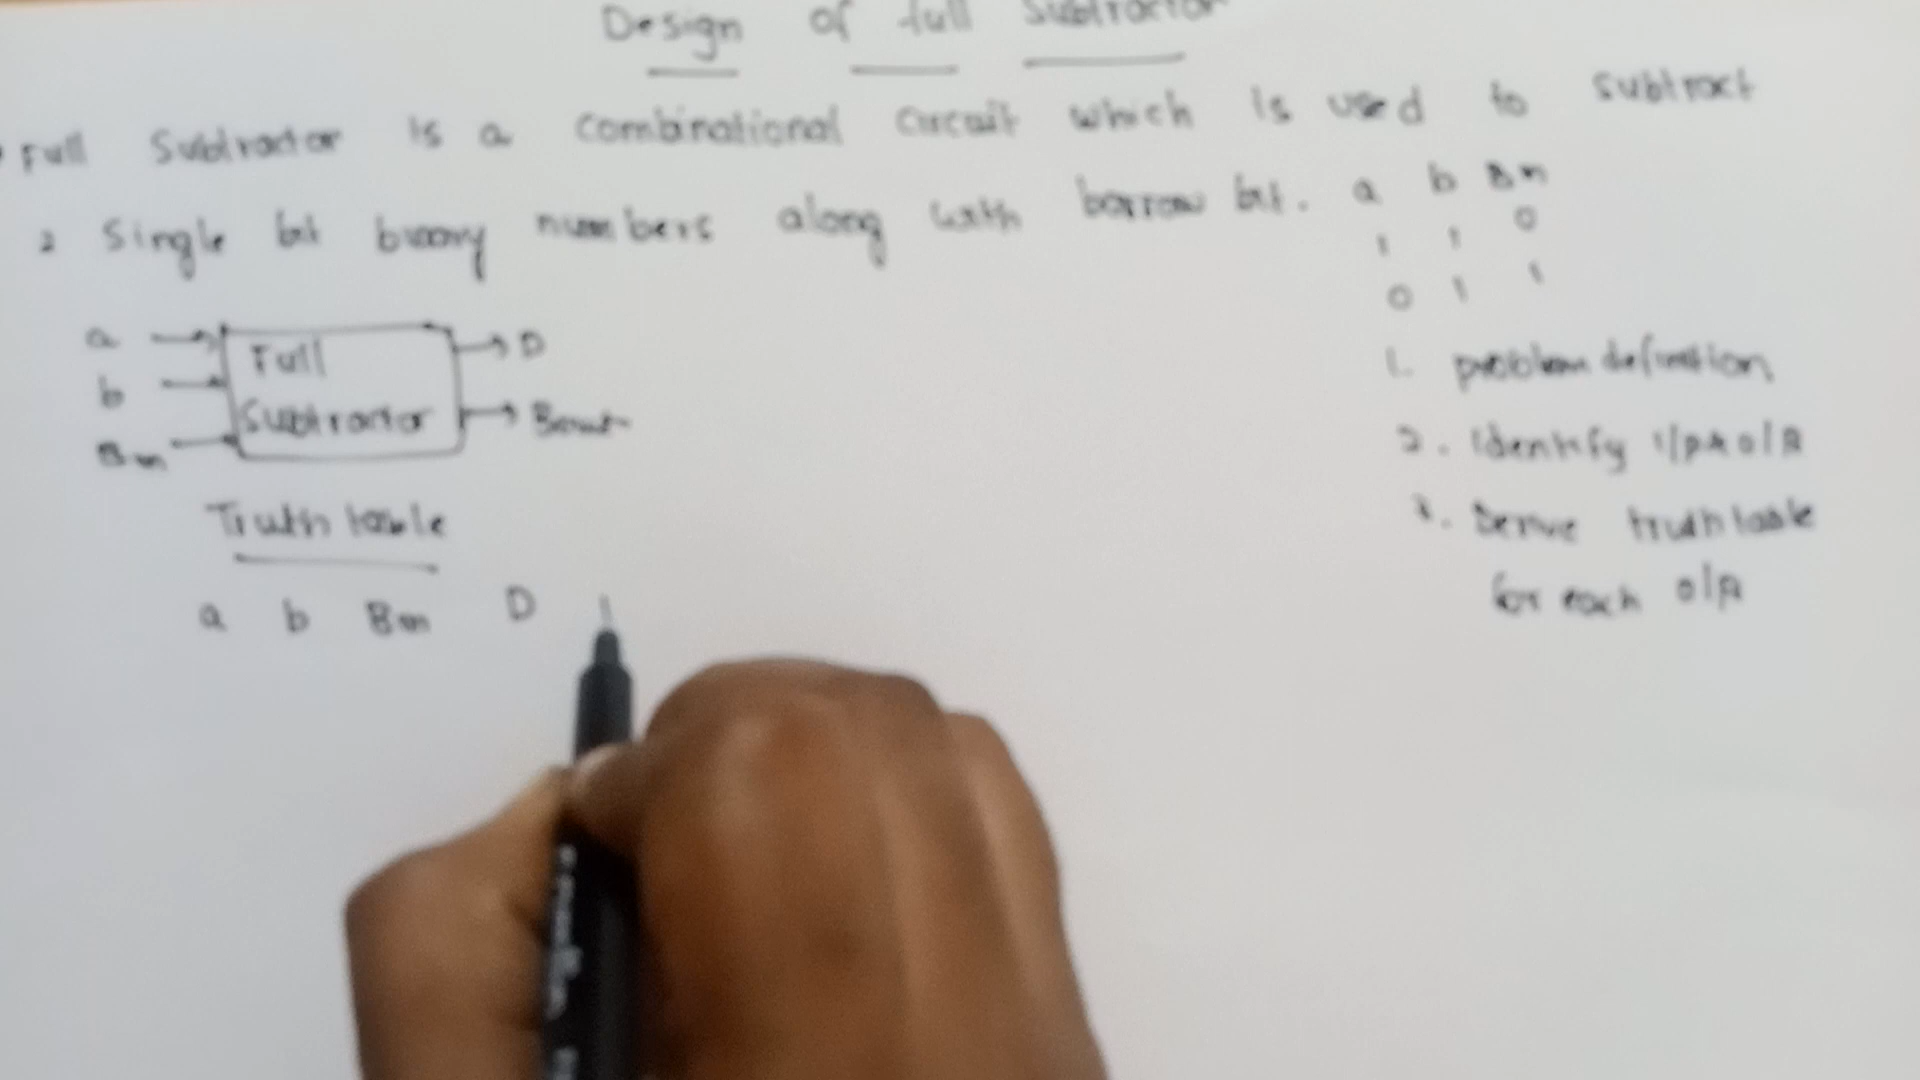 Design of full Subtractor
Full Subtractor is a combinational circuit which is used to subtract
2 Single bit binary numbers along with borrow bit.
a b Bin
1 1 0
0 1 1
a
b
Bin
Full
Subtractor
D
Bout
1. problem definition
2. Identify i/p & o/p
3. Derive truth table
for each o/p
Truth table
a b Bin D